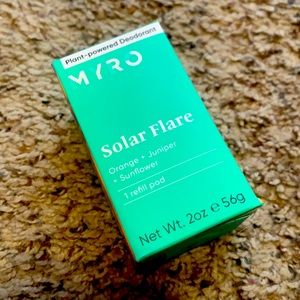 Plant-powered Deodorant
MYRO
Solar Flare
Orange + Juniper
+ Sunflower
1 refill pod
Net Wt. 2oz ℮ 56g